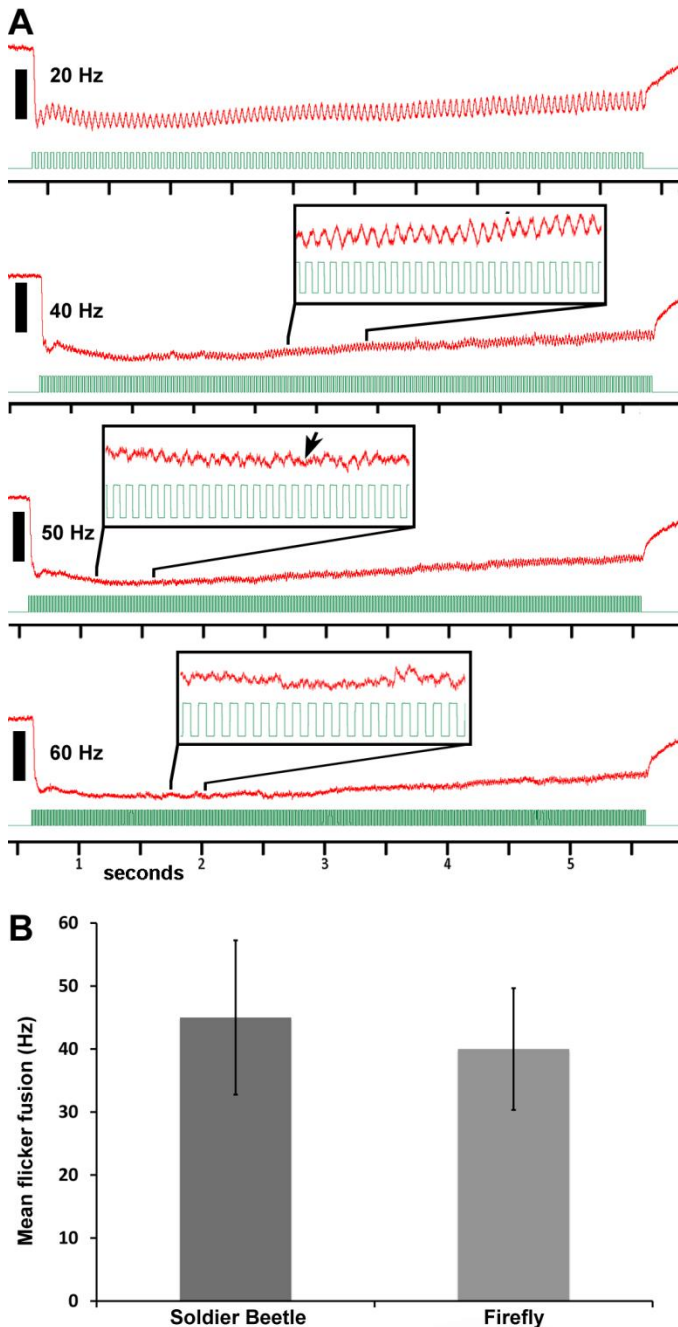 A
20 Hz
40 Hz
50 Hz
60 Hz
1 2 3 4 5
seconds
B
60
50
40
30
20
10
0
Mean flicker fusion (Hz)
Soldier Beetle Firefly